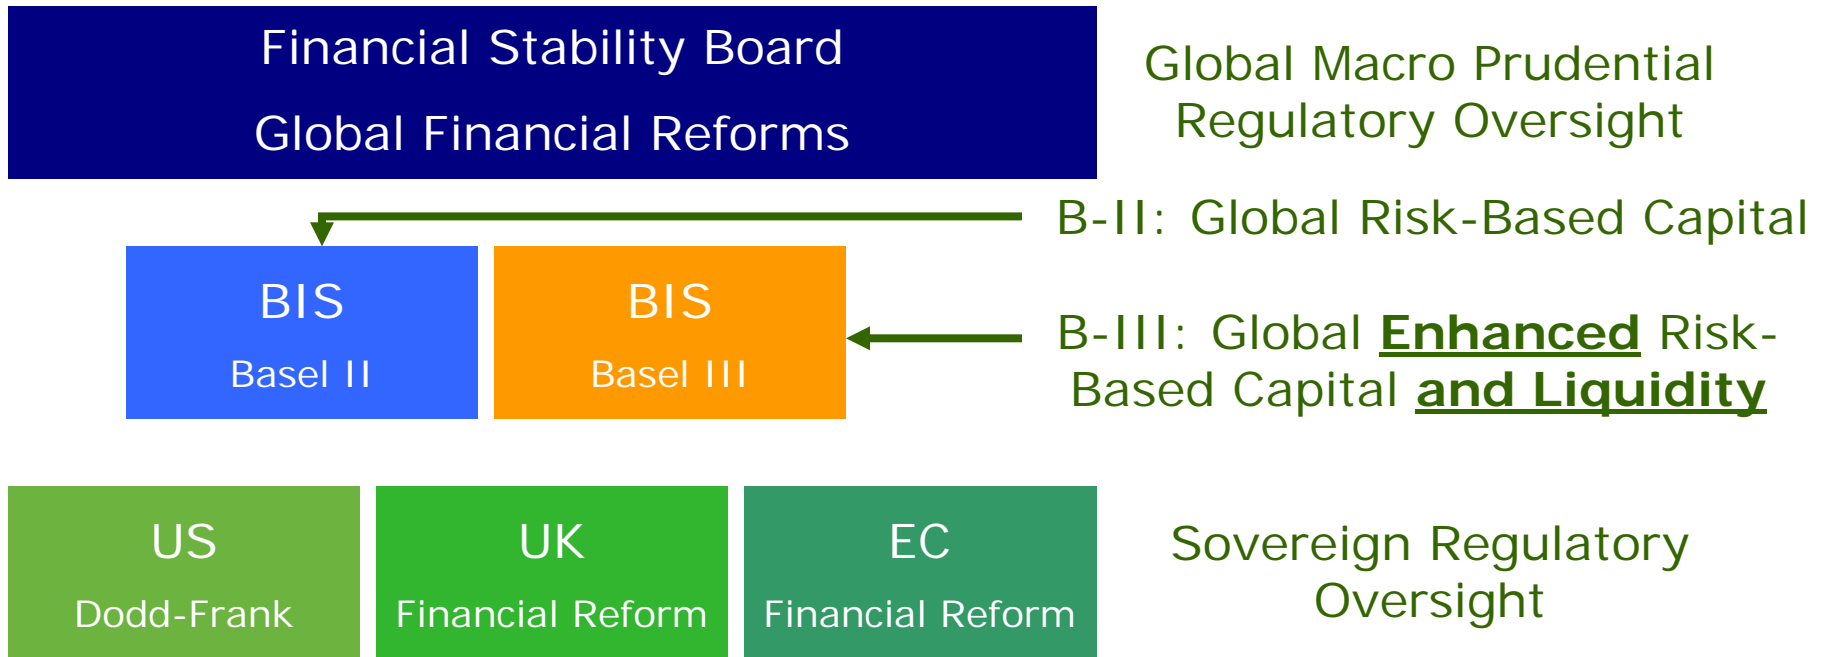 Financial Stability Board
Global Financial Reforms
Global Macro Prudential
Regulatory Oversight
B-II: Global Risk-Based Capital
BIS
Basel II
BIS
Basel III
B-III: Global Enhanced Risk-
Based Capital and Liquidity
US
Dodd-Frank
UK
Financial Reform
EC
Financial Reform
Sovereign Regulatory
Oversight